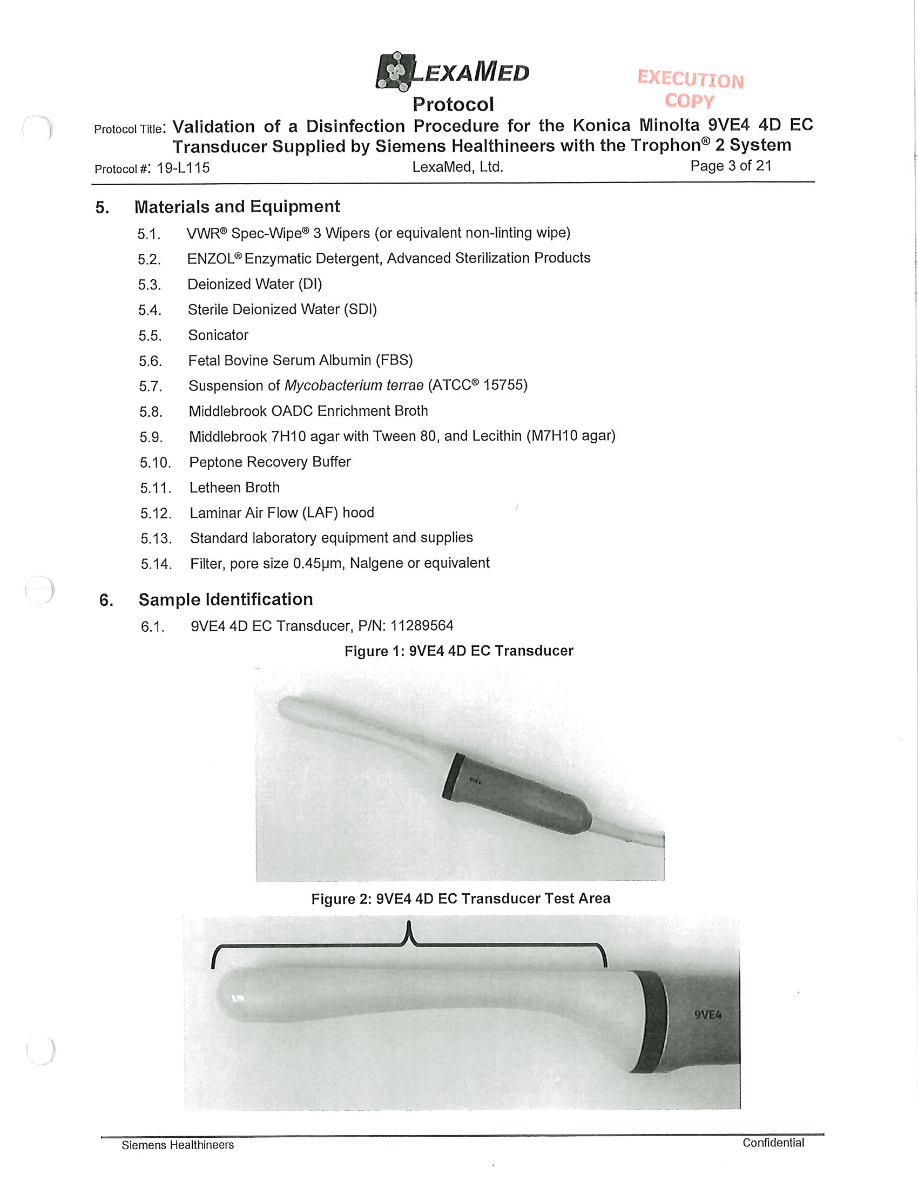 LEXAMED
EXECUTION
COPY
Protocol
Protocol Title: Validation of a Disinfection Procedure for the Konica Minolta 9VE4 4D EC
Transducer Supplied by Siemens Healthineers with the Trophon® 2 System
Protocol #: 19-L115 LexaMed, Ltd. Page 3 of 21
5. Materials and Equipment
5.1. VWR® Spec-Wipe® 3 Wipers (or equivalent non-linting wipe)
5.2. ENZOL® Enzymatic Detergent, Advanced Sterilization Products
5.3. Deionized Water (DI)
5.4. Sterile Deionized Water (SDI)
5.5. Sonicator
5.6. Fetal Bovine Serum Albumin (FBS)
5.7. Suspension of Mycobacterium terrae (ATCC® 15755)
5.8. Middlebrook OADC Enrichment Broth
5.9. Middlebrook 7H10 agar with Tween 80, and Lecithin (M7H10 agar)
5.10. Peptone Recovery Buffer
5.11. Letheen Broth
5.12. Laminar Air Flow (LAF) hood
5.13. Standard laboratory equipment and supplies
5.14. Filter, pore size 0.45µm, Nalgene or equivalent
6. Sample Identification
6.1. 9VE4 4D EC Transducer, P/N: 11289564
Figure 1: 9VE4 4D EC Transducer
9VE4
Figure 2: 9VE4 4D EC Transducer Test Area
9VE4
Siemens Healthineers Confidential